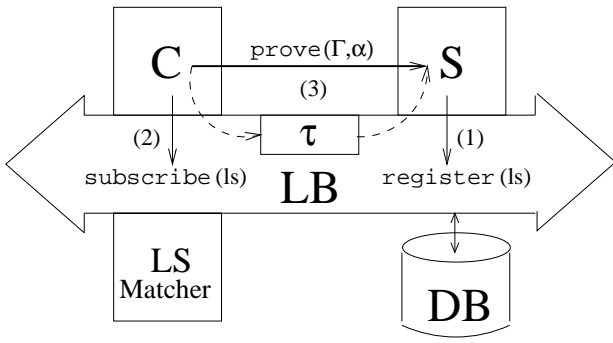 prove(Γ,α)
C
S
(3)
τ
(2)
(1)
subscribe(ls)
register(ls)
LB
LS
Matcher
DB